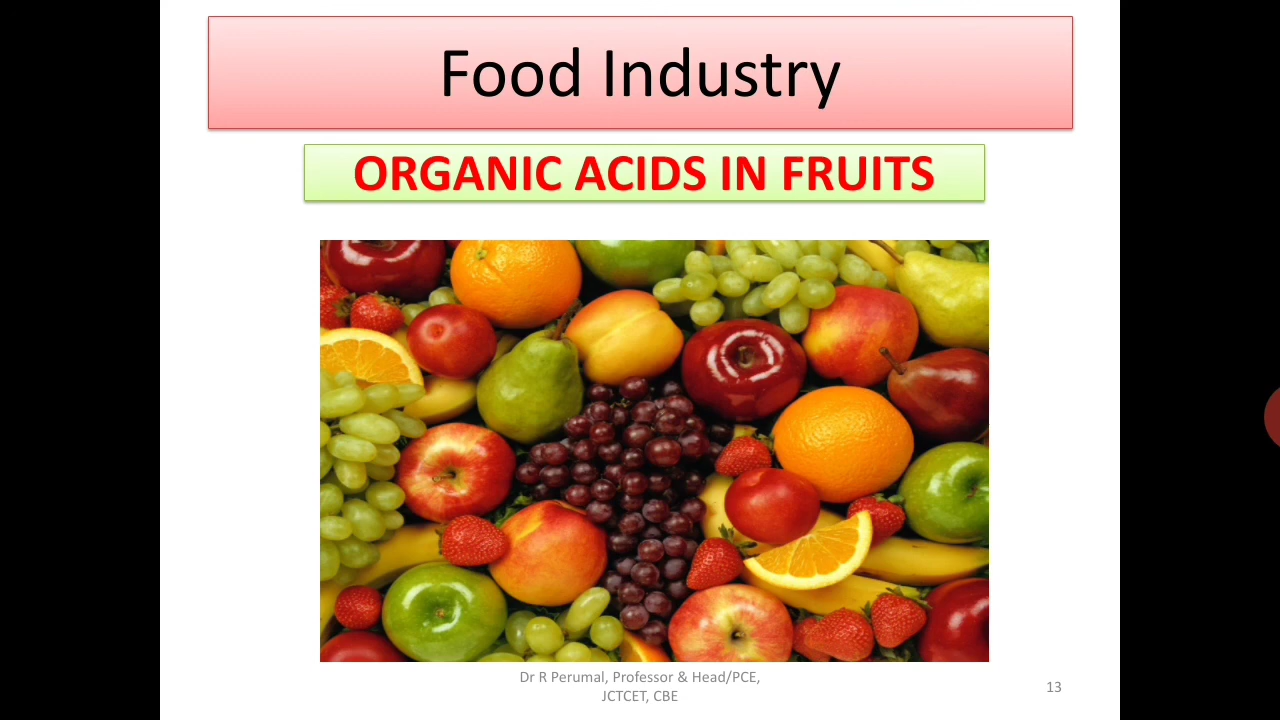 Food Industry
ORGANIC ACIDS IN FRUITS
Dr R Perumal, Professor & Head/PCE,
JCTCET, CBE
13